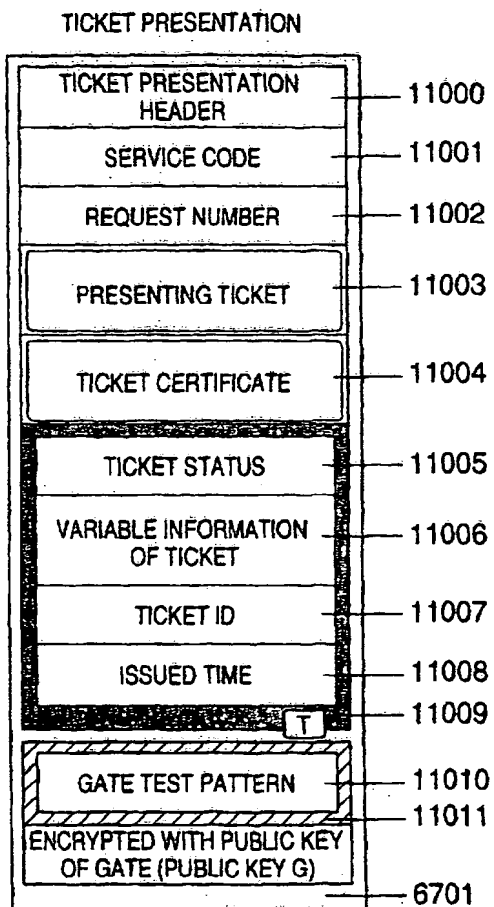 TICKET PRESENTATION
TICKET PRESENTATION
HEADER
11000
SERVICE CODE
11001
REQUEST NUMBER
11002
PRESENTING TICKET
11003
TICKET CERTIFICATE
11004
TICKET STATUS
11005
VARIABLE INFORMATION
OF TICKET
11006
TICKET ID
11007
ISSUED TIME
11008
T
11009
GATE TEST PATTERN
11010
11011
ENCRYPTED WITH PUBLIC KEY
OF GATE (PUBLIC KEY G)
6701